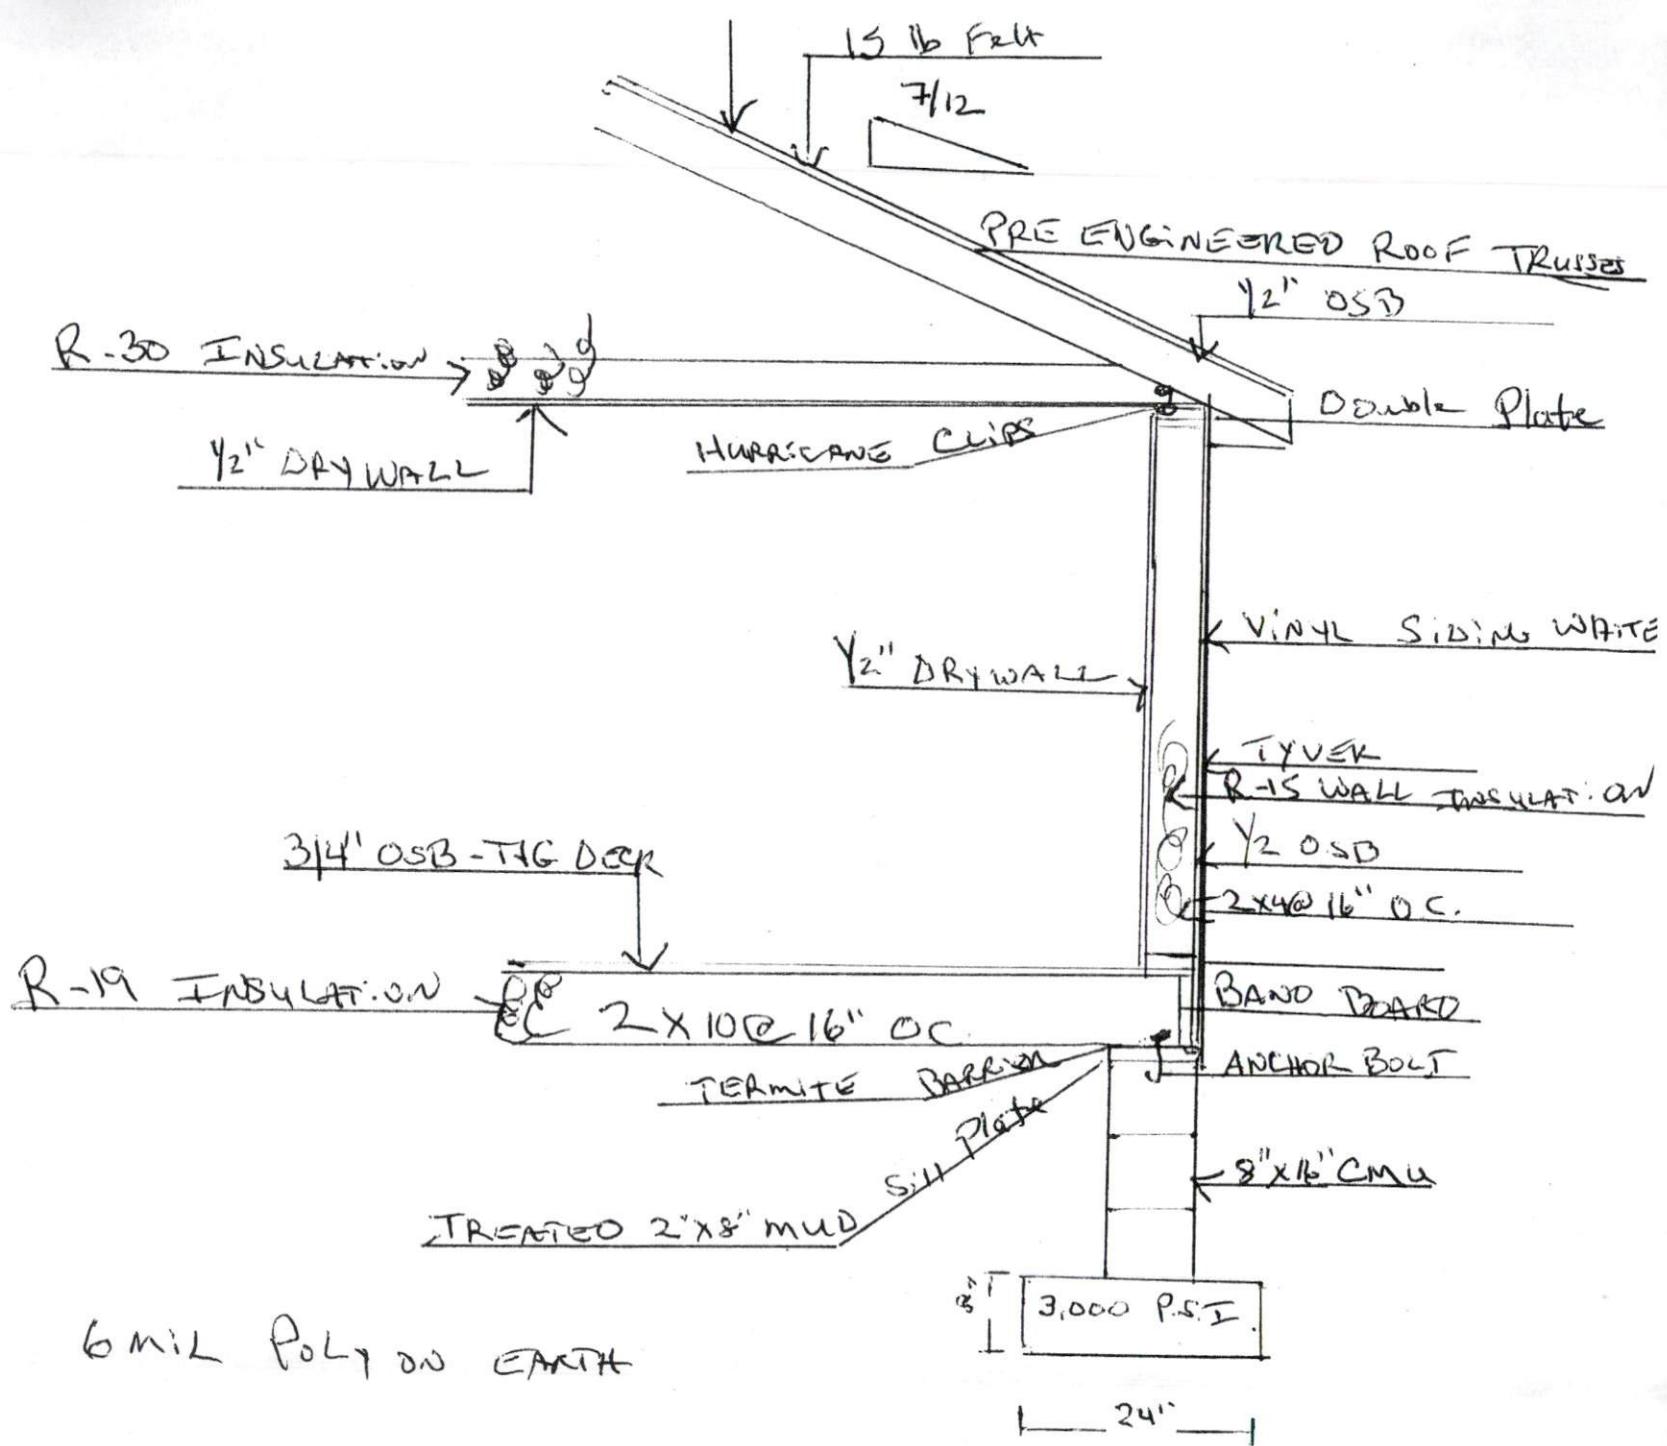 15 lb Felt
7/12
PRE ENGINEERED ROOF TRUSSES
1/2" OSB
R-30 INSULATION
Double Plate
HURRICANE CLIPS
1/2" DRYWALL
VINYL SIDING WHITE
1/2" DRYWALL
TYVEK
R-15 WALL INSULATION
3/4" OSB-T&G DECK
1/2 OSB
2x4@ 16" OC.
R-19 INSULATION
2X10@ 16" OC
BAND BOARD
TERMITE BARRIER
ANCHOR BOLT
Sill Plate
8"X16" CMU
TREATED 2"X8" MUD
8"
3,000 P.S.I.
6 MIL POLY ON EARTH
24"